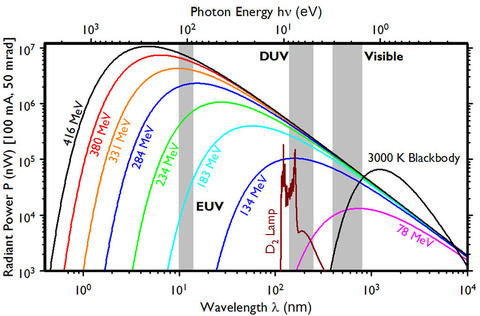 Photon Energy hν (eV)
10³ 10² 10¹ 10⁰
DUV Visible
10⁷
10⁶
10⁵
10⁴
10³
Radiant Power P (nW) [100 mA, 50 mrad]
416 MeV
380 MeV
331 MeV
284 MeV
234 MeV
183 MeV
134 MeV
78 MeV
EUV
D₂ Lamp
3000 K Blackbody
10⁰ 10¹ 10² 10³ 10⁴
Wavelength λ (nm)